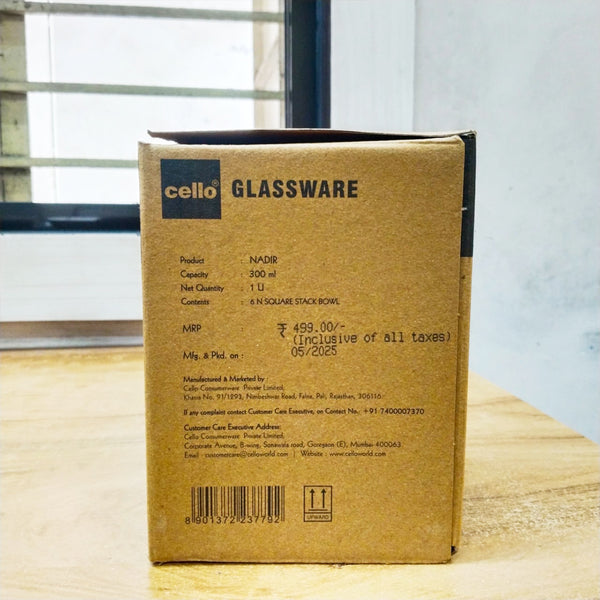 cello® GLASSWARE
Product : NADIR
Capacity : 300 ml
Net Quantity : 1 U
Contents : 6 N SQUARE STACK BOWL
MRP : ₹ 499.00/-
(Inclusive of all taxes)
Mfg. & Pkd. on : 05/2025
Manufactured & Marketed by :
Cello Consumerware Private Limited,
Khasra No. 91/1293, Nimbeshwar Road, Falna, Pali, Rajasthan, 306116
If any complaint contact Customer Care Executive, on Contact No.: +91 7400007370
Customer Care Executive Address:
Cello Consumerware Private Limited,
Corporate Avenue, B-wing, Sonawala road, Goregaon (E), Mumbai 400063
Email : customercare@celloworld.com | Website : www.celloworld.com
8 901372 237792
UPWARD